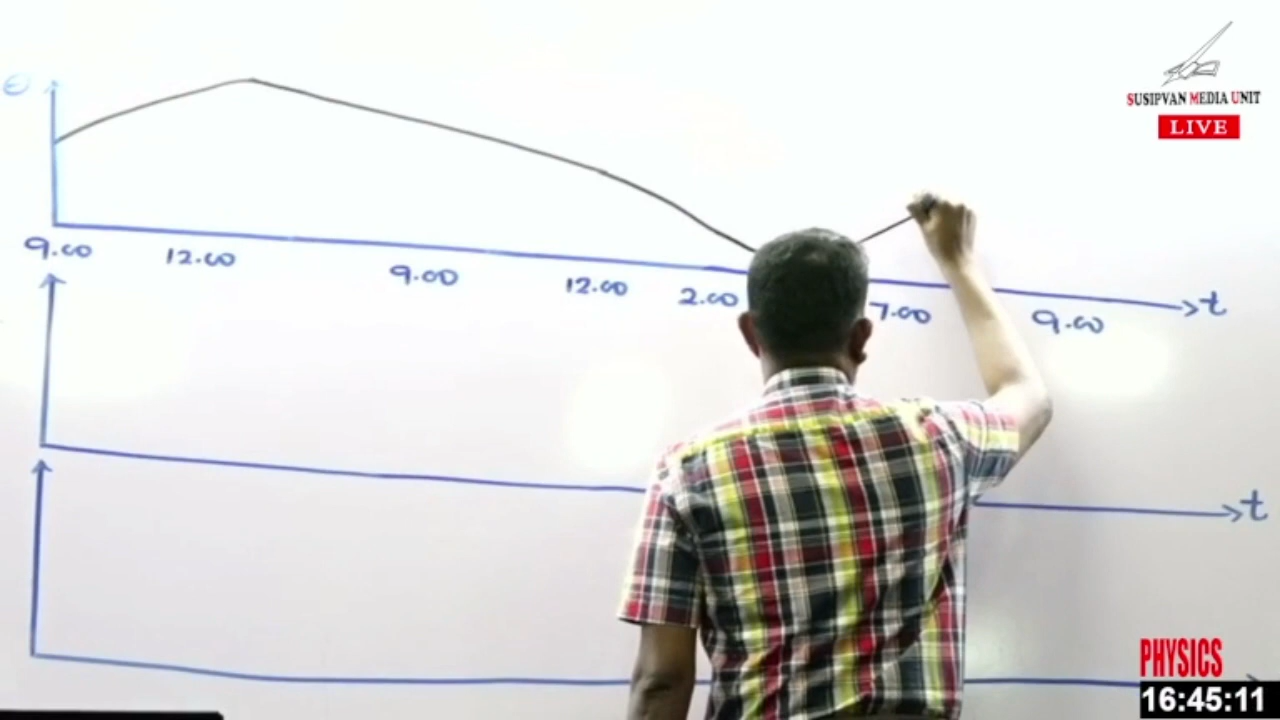 SUSIPVAN MEDIA UNIT
LIVE
θ
9.00 12.00 9.00 12.00 2.00 7.00 9.00 t
t
PHYSICS
16:45:11